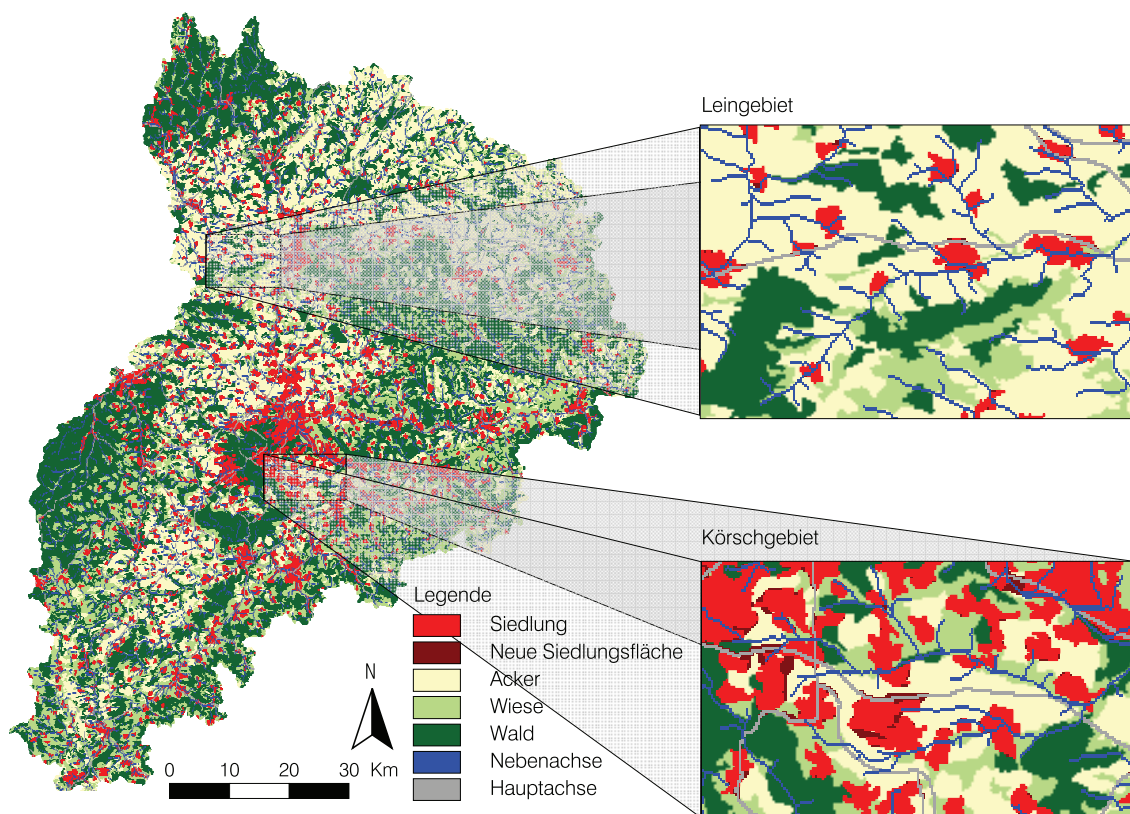 Leingebiet
Körschgebiet
Legende
Siedlung
Neue Siedlungsfläche
Acker
Wiese
Wald
Nebenachse
Hauptachse
N
0 10 20 30 Km